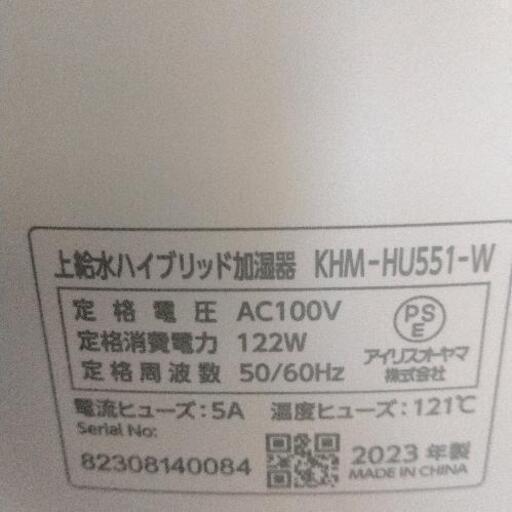 上給水ハイブリッド加湿器 KHM-HU551-W
定格電圧 AC100V
定格消費電力 122W
定格周波数 50/60Hz
PS
E
アイリスオーヤマ
株式会社
電流ヒューズ:5A 温度ヒューズ:121℃
Serial No:
82308140084
2023 年製
MADE IN CHINA